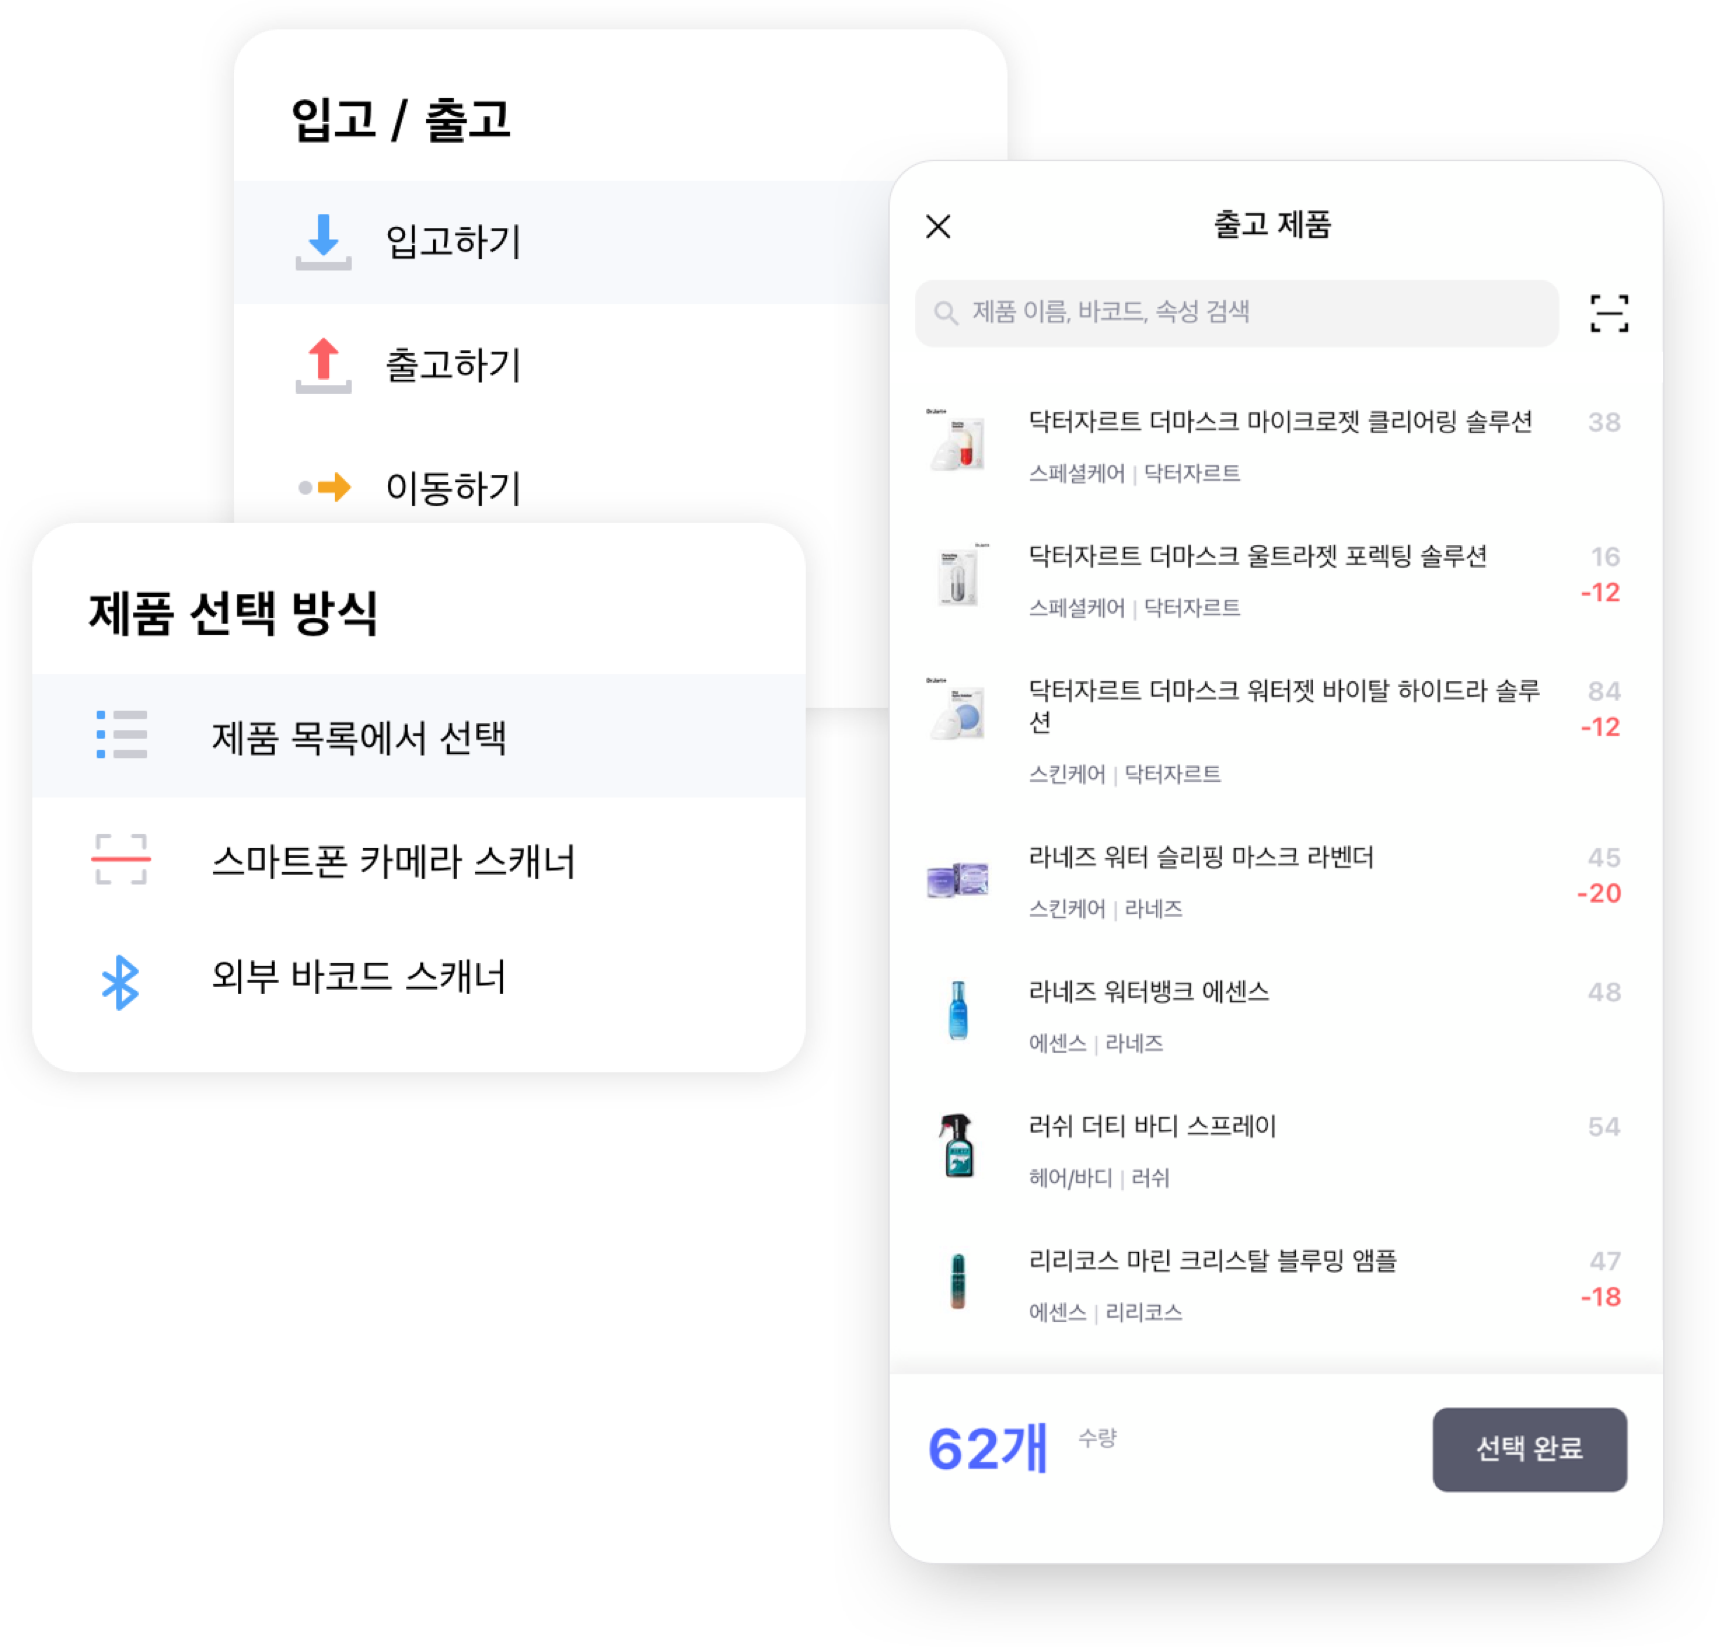 입고 / 출고
입고하기
출고하기
이동하기
제품 선택 방식
제품 목록에서 선택
스마트폰 카메라 스캐너
외부 바코드 스캐너
출고 제품
제품 이름, 바코드, 속성 검색
닥터자르트 더마스크 마이크로젯 클리어링 솔루션 38
스페셜케어 | 닥터자르트
닥터자르트 더마스크 울트라젯 포렉팅 솔루션 16
-12
스페셜케어 | 닥터자르트
닥터자르트 더마스크 워터젯 바이탈 하이드라 솔루 84
션 -12
스킨케어 | 닥터자르트
라네즈 워터 슬리핑 마스크 라벤더 45
-20
스킨케어 | 라네즈
라네즈 워터뱅크 에센스 48
에센스 | 라네즈
러쉬 더티 바디 스프레이 54
헤어/바디 | 러쉬
리리코스 마린 크리스탈 블루밍 앰플 47
-18
에센스 | 리리코스
62개 수량
선택 완료